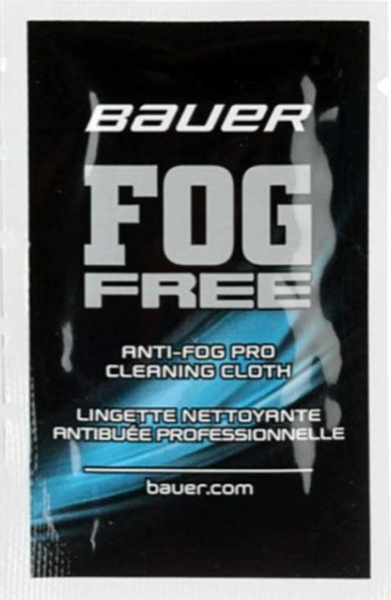 BAUER
FOG
FREE
ANTI-FOG PRO
CLEANING CLOTH
LINGETTE NETTOYANTE
ANTIBUÉE PROFESSIONNELLE
bauer.com